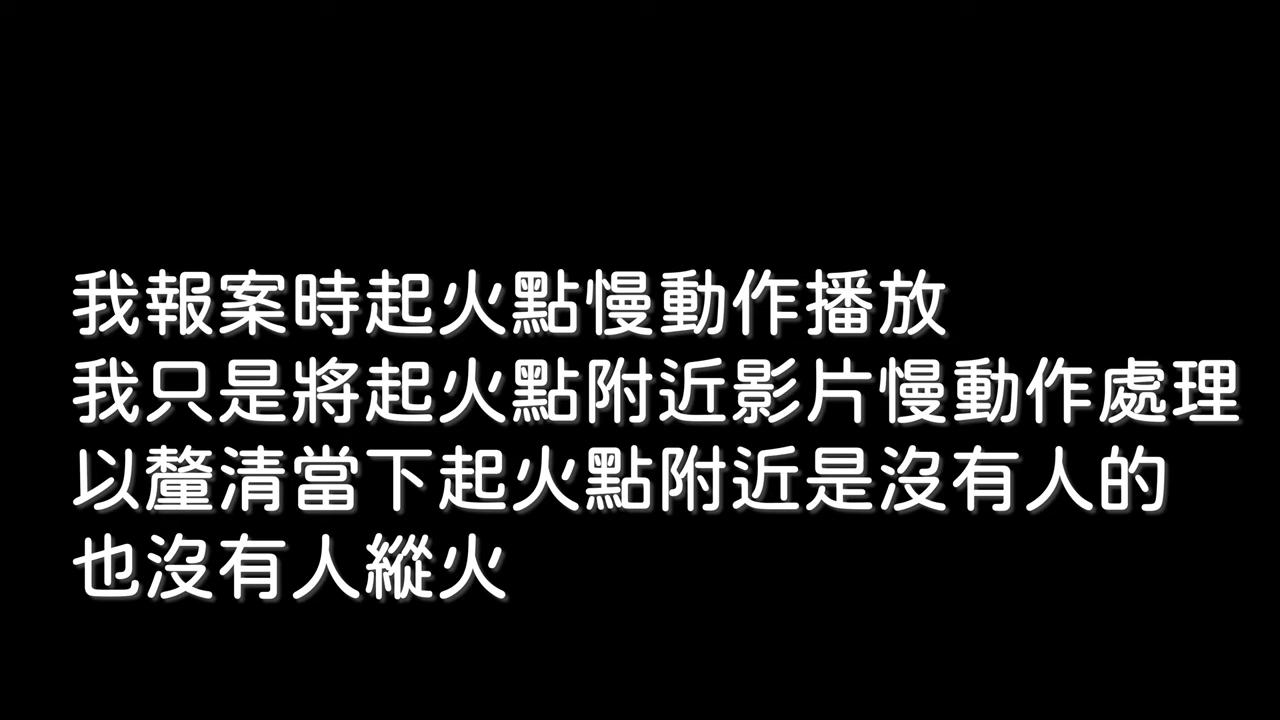 我報案時起火點慢動作播放
我只是將起火點附近影片慢動作處理
以釐清當下起火點附近是沒有人的
也沒有人縱火